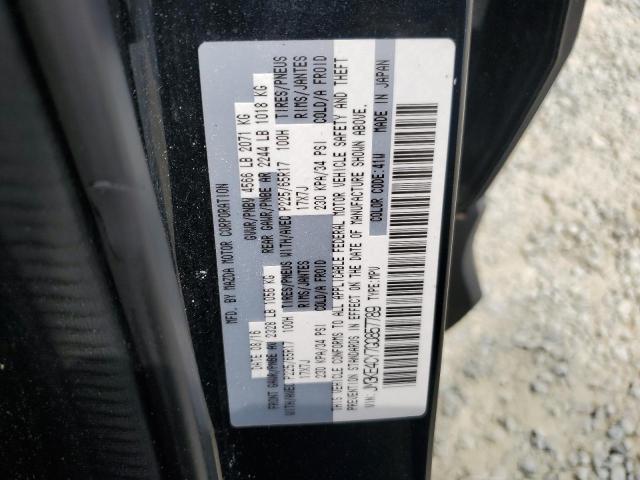 MFD. BY MAZDA MOTOR CORPORATION
DATE 08/16 GVWR/PNBV 4566 LB 2071 KG
FRONT GAWR/PNBE AV 2328 LB 1056 KG REAR GAWR/PNBE AR 2244 LB 1018 KG
WITH/AVEC P225/65R17 100H TIRES/PNEUS WITH/AVEC P225/65R17 100H TIRES/PNEUS
17X7J RIMS/JANTES 17X7J RIMS/JANTES
230 KPA/34 PSI COLD/A FROID 230 KPA/34 PSI COLD/A FROID
THIS VEHICLE CONFORMS TO ALL APPLICABLE FEDERAL MOTOR VEHICLE SAFETY AND THEFT
PREVENTION STANDARDS IN EFFECT ON THE DATE OF MANUFACTURE SHOWN ABOVE.
VIN: TYPE:MPV COLOR CODE:41W MADE IN JAPAN